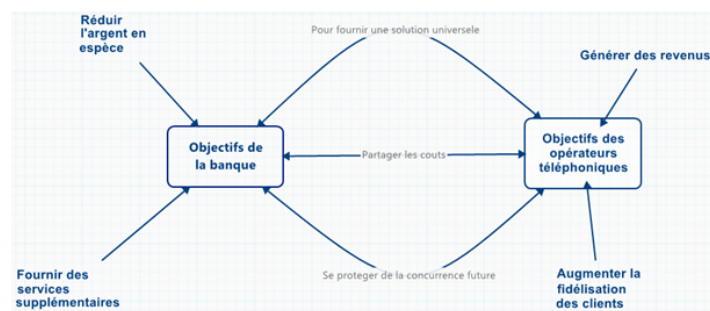 Réduir
l'argent en
espèce
Pour fournir une solution universele
Générer des revenus
Objectifs de
la banque
Partager les couts
Objectifs des
opérateurs
téléphoniques
Fournir des
services
supplémentaires
Se proteger de la concurrence future
Augmenter la
fidélisation
des clients